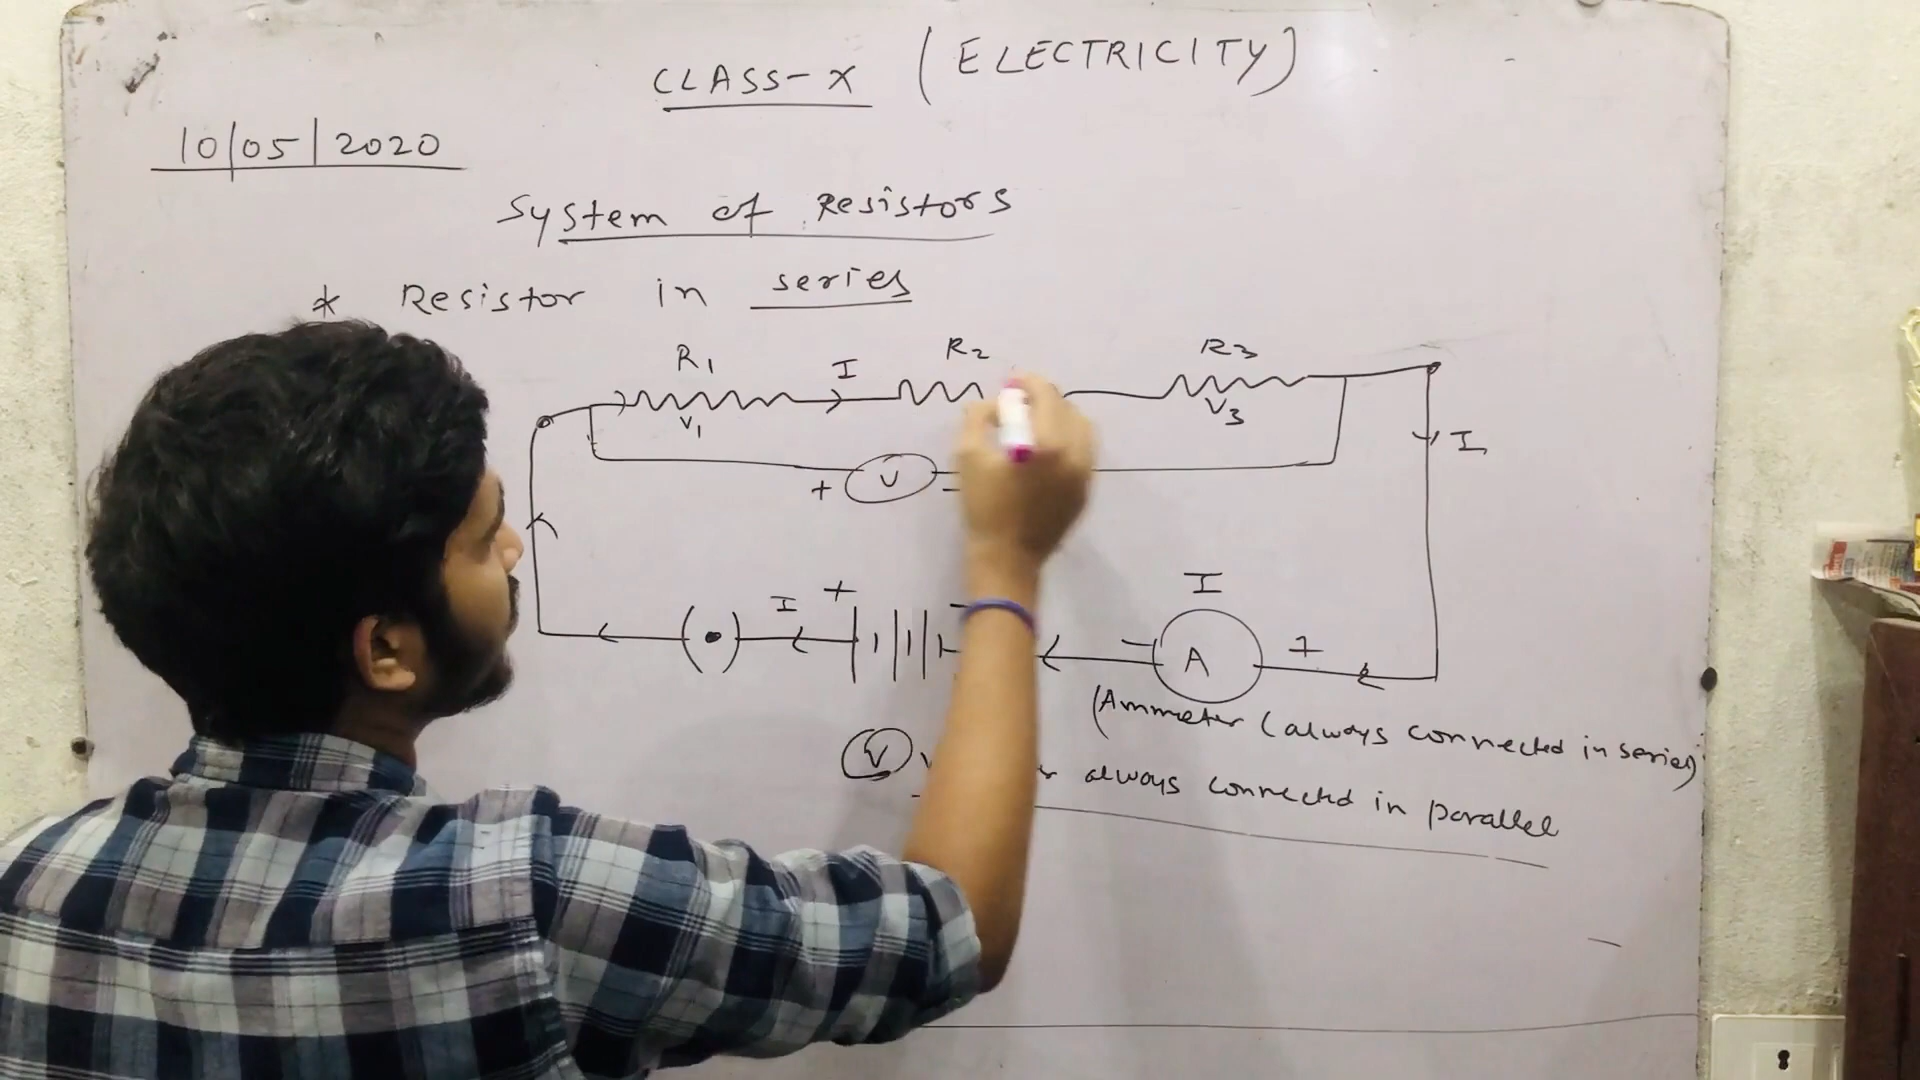 CLASS-X (ELECTRICITY)
10/05/2020
System of Resistors
* Resistor in series
R1 I R2 R3
V1 V3
I
+ V -
I + I
(•) - A +
(Ammeter (always connected in series)
V always connected in parallel